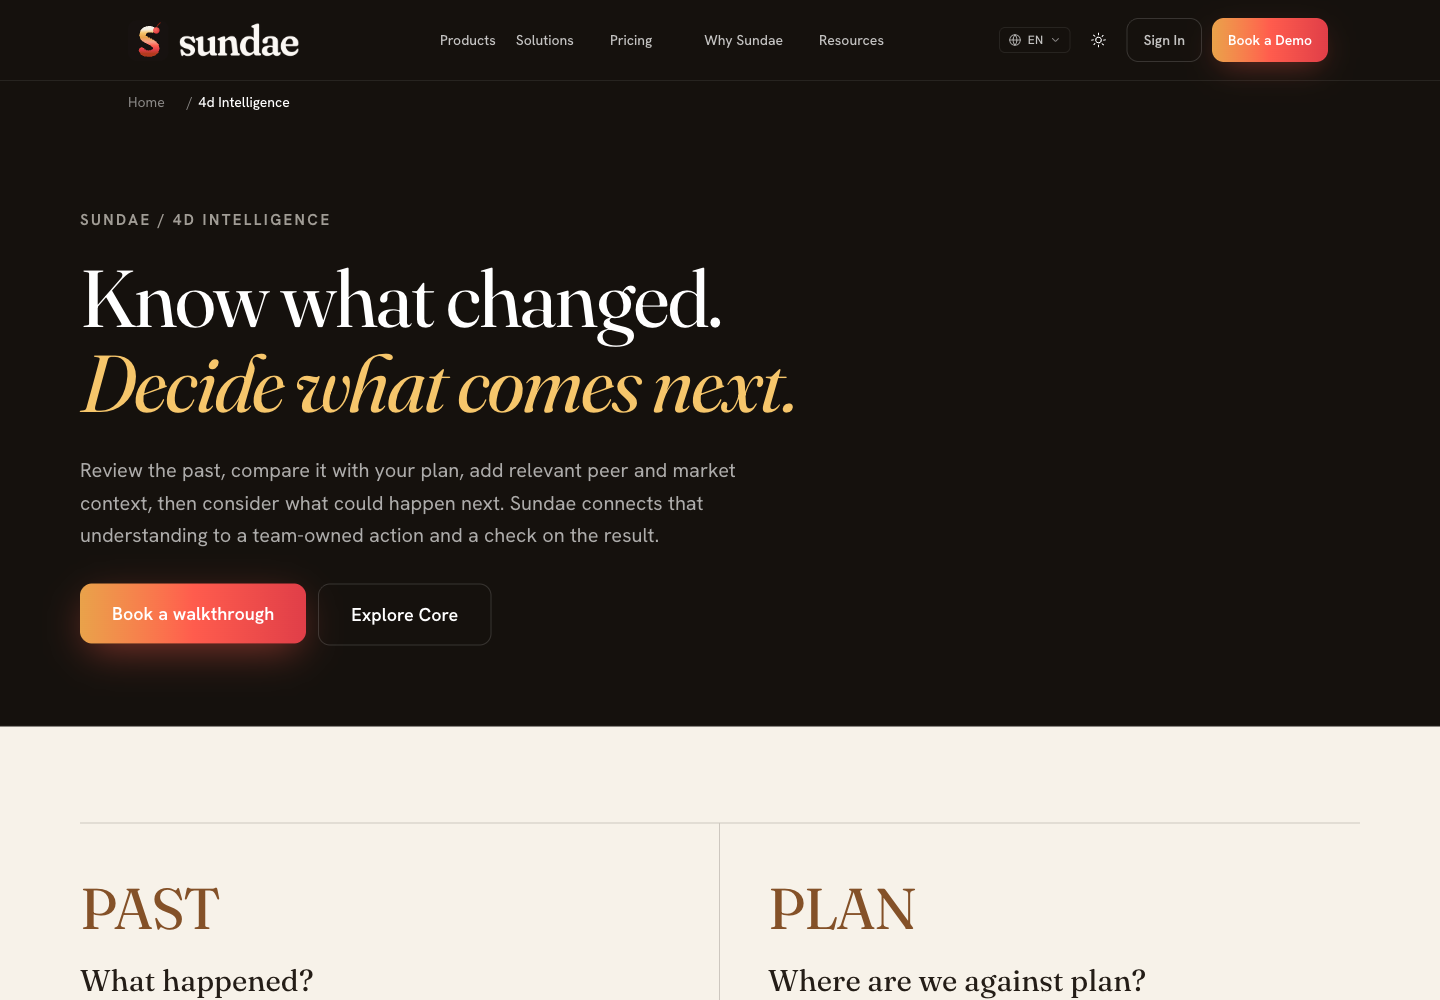 sundae
Products
Solutions
Pricing
Why Sundae
Resources
EN
Sign In
Book a Demo
Home / 4d Intelligence
SUNDAE / 4D INTELLIGENCE
Know what changed.
Decide what comes next.
Review the past, compare it with your plan, add relevant peer and market
context, then consider what could happen next. Sundae connects that
understanding to a team-owned action and a check on the result.
Book a walkthrough
Explore Core
PAST
What happened?
PLAN
Where are we against plan?